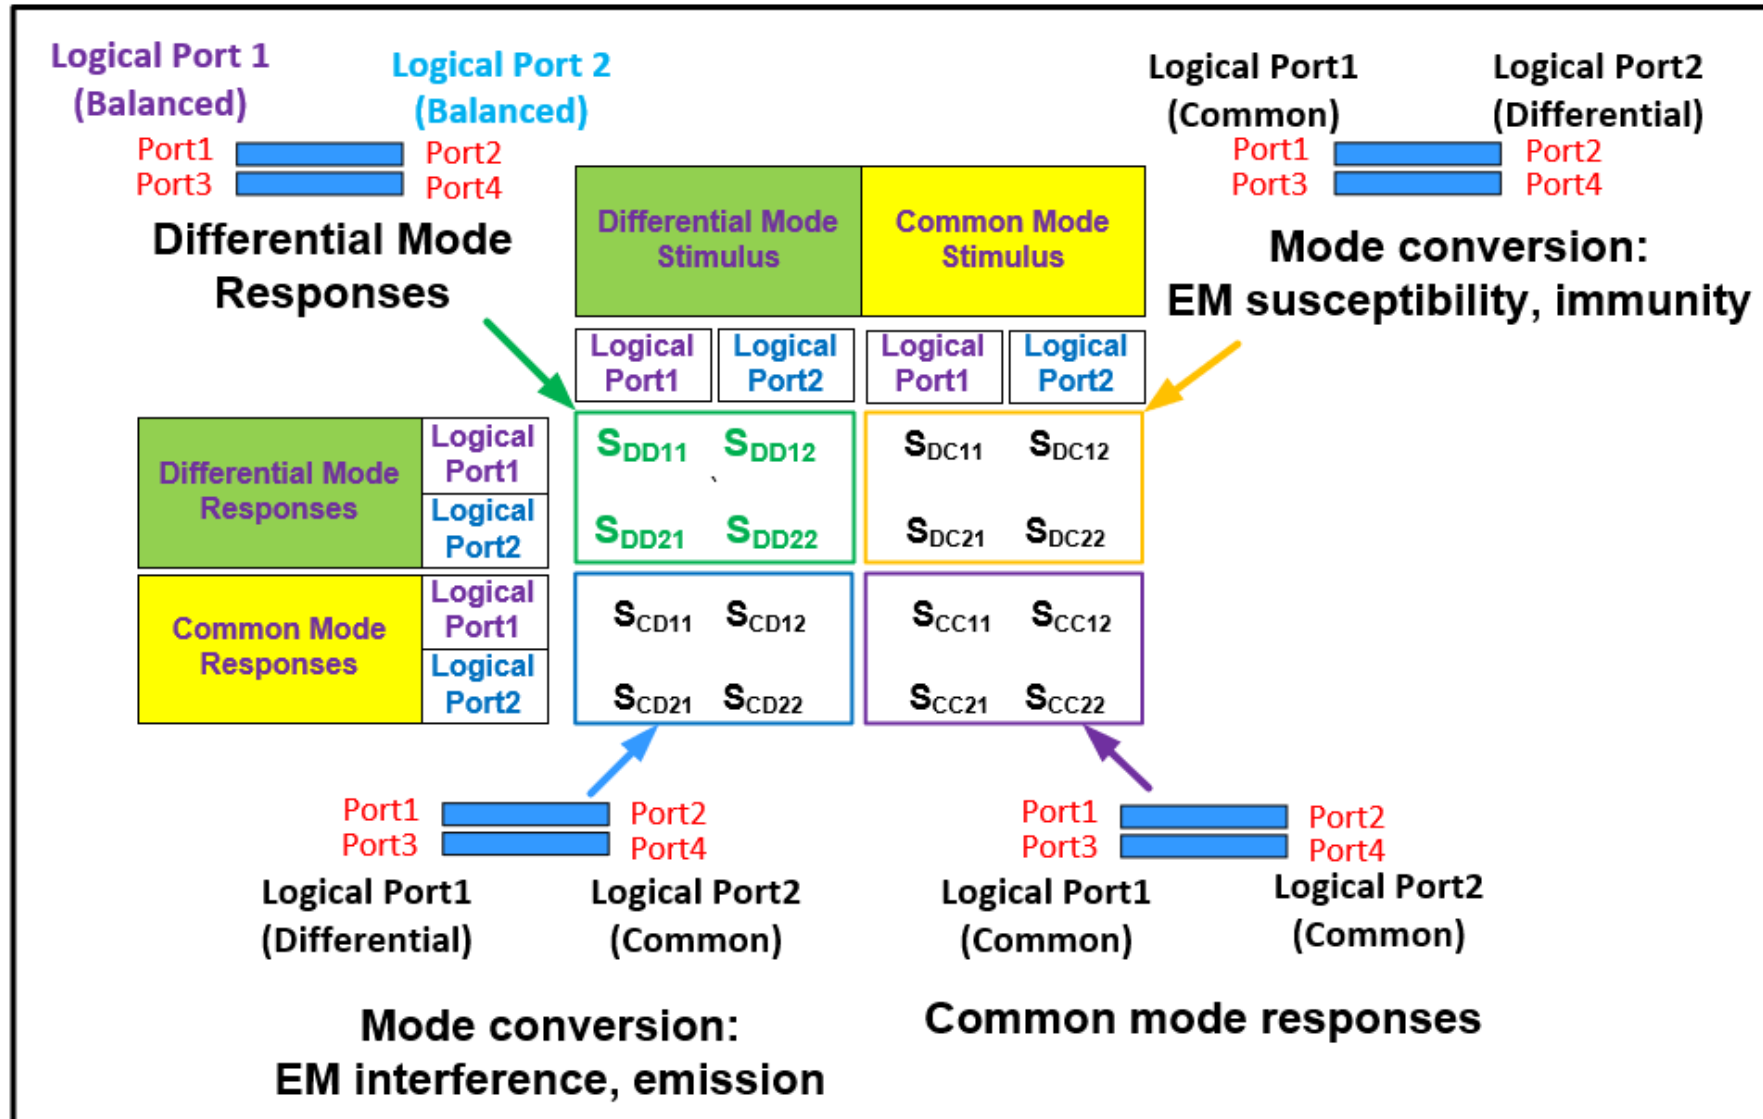 Logical Port 1
(Balanced)
Logical Port 2
(Balanced)
Port1
Port2
Port3
Port4
Differential Mode
Responses
Logical Port1
(Common)
Logical Port2
(Differential)
Port1
Port2
Port3
Port4
Mode conversion:
EM susceptibility, immunity
Differential Mode
Stimulus
Common Mode
Stimulus
Logical
Port1
Logical
Port2
Logical
Port1
Logical
Port2
Differential Mode
Responses
Logical
Port1
Logical
Port2
SDD11 SDD12 SDC11 SDC12
SDD21 SDD22 SDC21 SDC22
Common Mode
Responses
Logical
Port1
Logical
Port2
SCD11 SCD12 SCC11 SCC12
SCD21 SCD22 SCC21 SCC22
Port1
Port2
Port3
Port4
Logical Port1
(Differential)
Logical Port2
(Common)
Mode conversion:
EM interference, emission
Port1
Port2
Port3
Port4
Logical Port1
(Common)
Logical Port2
(Common)
Common mode responses